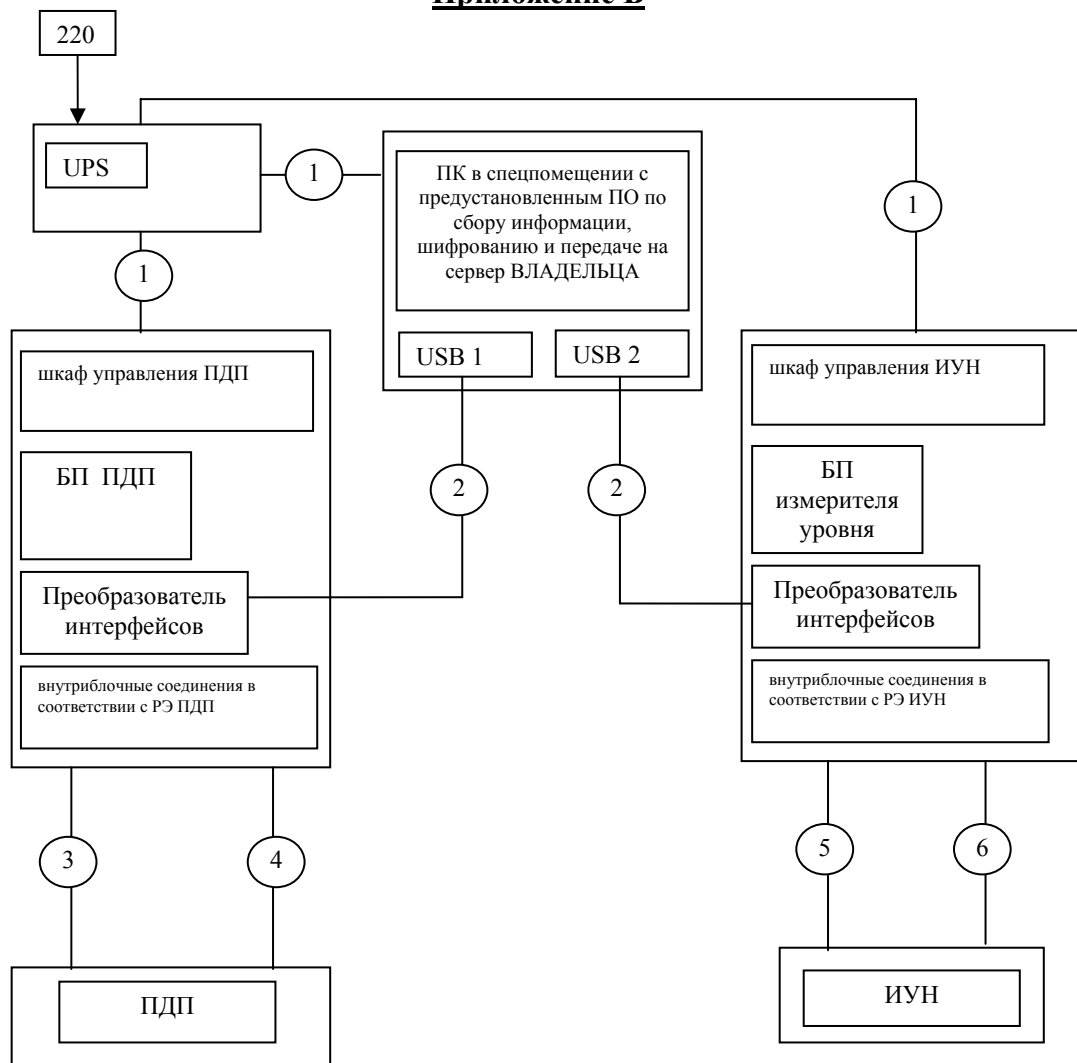 Приложение В
220
UPS
1
ПК в спецпомещении с
предустановленным ПО по
сбору информации,
шифрованию и передаче на
сервер ВЛАДЕЛЬЦА
1
1
USB 1
USB 2
шкаф управления ПДП
шкаф управления ИУН
БП ПДП
2
2
БП
измерителя
уровня
Преобразователь
интерфейсов
Преобразователь
интерфейсов
внутриблочные соединения в
соответствии с РЭ ПДП
внутриблочные соединения в
соответствии с РЭ ИУН
3
4
5
6
ПДП
ИУН